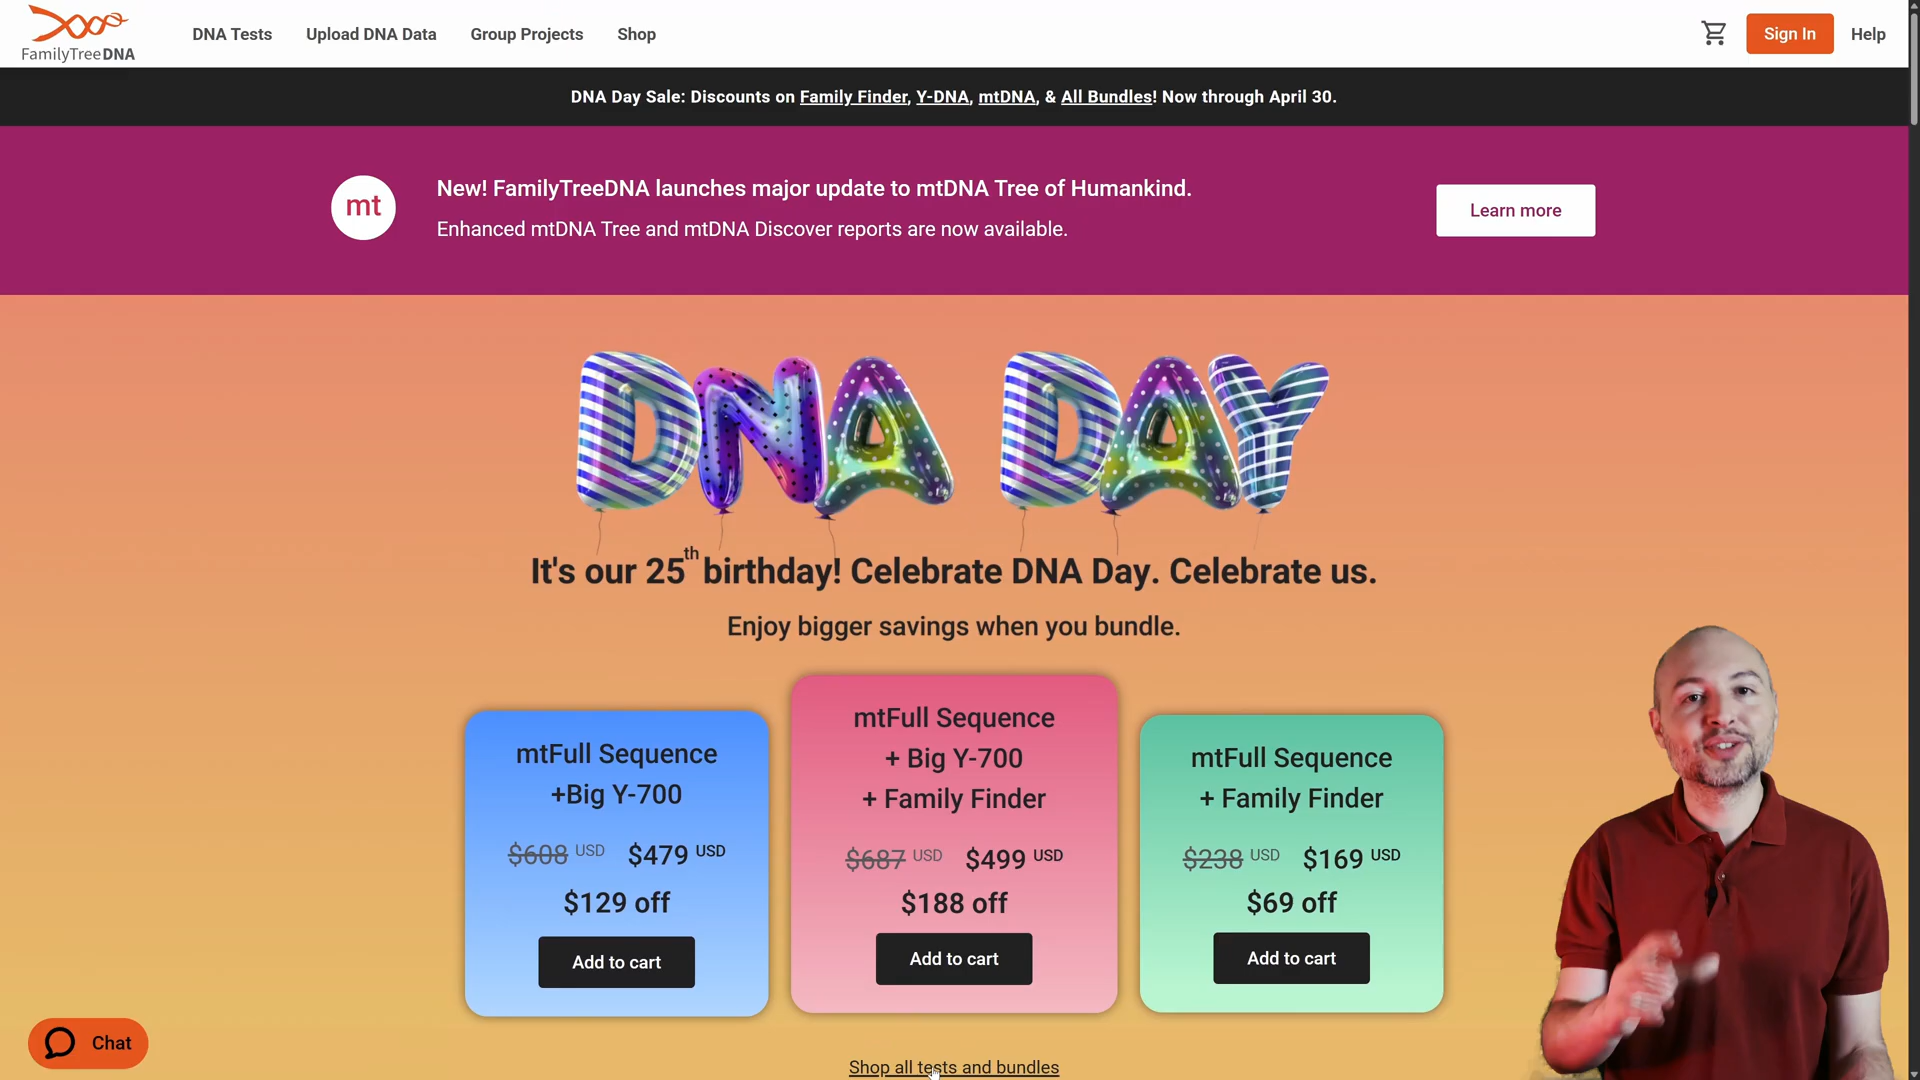 FamilyTreeDNA
DNA Tests
Upload DNA Data
Group Projects
Shop
Sign In
Help
DNA Day Sale: Discounts on Family Finder, Y-DNA, mtDNA, & All Bundles! Now through April 30.
mt
New! FamilyTreeDNA launches major update to mtDNA Tree of Humankind.
Enhanced mtDNA Tree and mtDNA Discover reports are now available.
Learn more
DNA DAY
It's our 25th birthday! Celebrate DNA Day. Celebrate us.
Enjoy bigger savings when you bundle.
mtFull Sequence
+Big Y-700
$608 USD $479 USD
$129 off
Add to cart
mtFull Sequence
+ Big Y-700
+ Family Finder
$687 USD $499 USD
$188 off
Add to cart
mtFull Sequence
+ Family Finder
$238 USD $169 USD
$69 off
Add to cart
Chat
Shop all tests and bundles